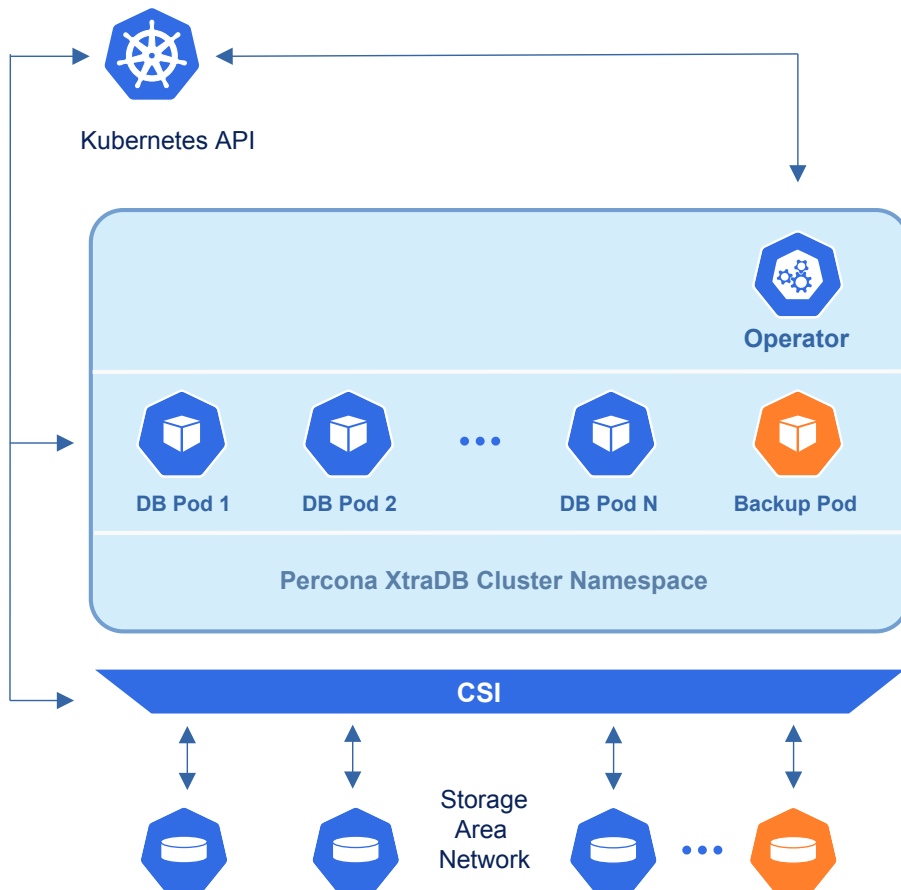 Kubernetes API
Operator
DB Pod 1
DB Pod 2
DB Pod N
Backup Pod
Percona XtraDB Cluster Namespace
CSI
Storage
Area
Network